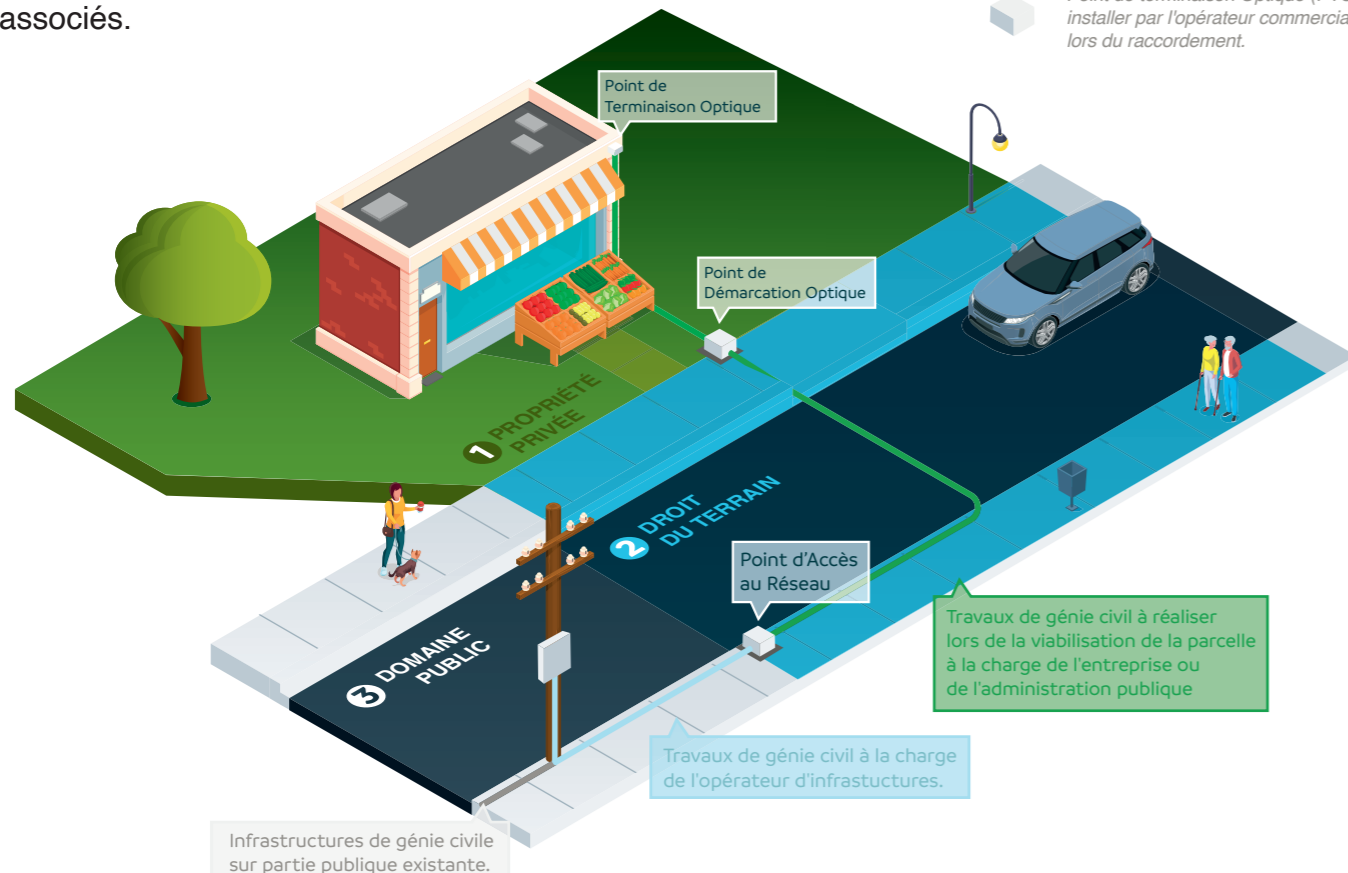 associés.
installer par l'opérateur commercia
lors du raccordement.
Point de
Terminaison Optique
Point de
Démarcation Optique
1 PROPRIÉTÉ
PRIVÉE
2 DROIT
DU TERRAIN
Point d'Accès
au Réseau
3 DOMAINE
PUBLIC
Travaux de génie civil à réaliser
lors de la viabilisation de la parcelle
à la charge de l'entreprise ou
de l'administration publique
Travaux de génie civil à la charge
de l'opérateur d'infrastuctures.
Infrastructures de génie civile
sur partie publique existante.